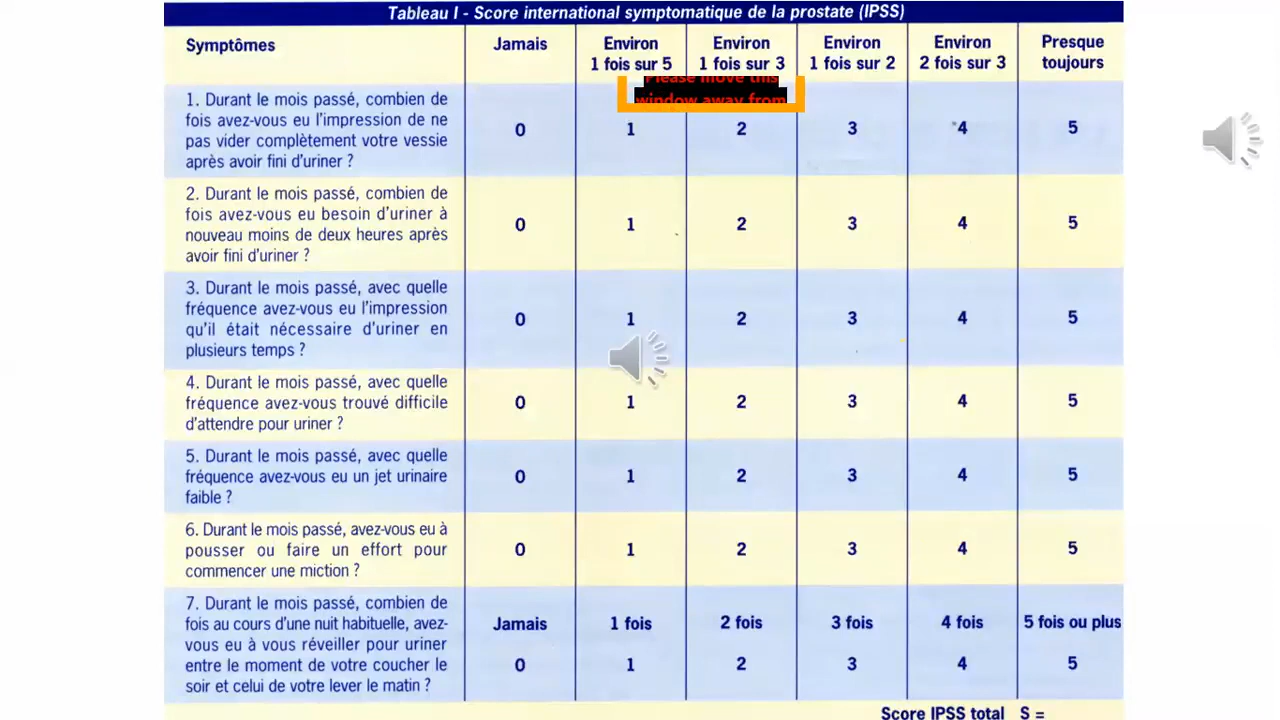 Tableau I - Score international symptomatique de la prostate (IPSS)
Symptômes Jamais Environ 1 fois sur 5 Environ 1 fois sur 3 Environ 1 fois sur 2 Environ 2 fois sur 3 Presque toujours
Please move this
window away from
1. Durant le mois passé, combien de
fois avez-vous eu l'impression de ne
pas vider complètement votre vessie
après avoir fini d'uriner ?
0 1 2 3 4 5
2. Durant le mois passé, combien de
fois avez-vous eu besoin d'uriner à
nouveau moins de deux heures après
avoir fini d'uriner ?
0 1 2 3 4 5
3. Durant le mois passé, avec quelle
fréquence avez-vous eu l'impression
qu'il était nécessaire d'uriner en
plusieurs temps ?
0 1 2 3 4 5
4. Durant le mois passé, avec quelle
fréquence avez-vous trouvé difficile
d'attendre pour uriner ?
0 1 2 3 4 5
5. Durant le mois passé, avec quelle
fréquence avez-vous eu un jet urinaire
faible ?
0 1 2 3 4 5
6. Durant le mois passé, avez-vous eu à
pousser ou faire un effort pour
commencer une miction ?
0 1 2 3 4 5
7. Durant le mois passé, combien de
fois au cours d'une nuit habituelle, avez-
vous eu à vous réveiller pour uriner
entre le moment de votre coucher le
soir et celui de votre lever le matin ?
Jamais 1 fois 2 fois 3 fois 4 fois 5 fois ou plus
0 1 2 3 4 5
Score IPSS total S =